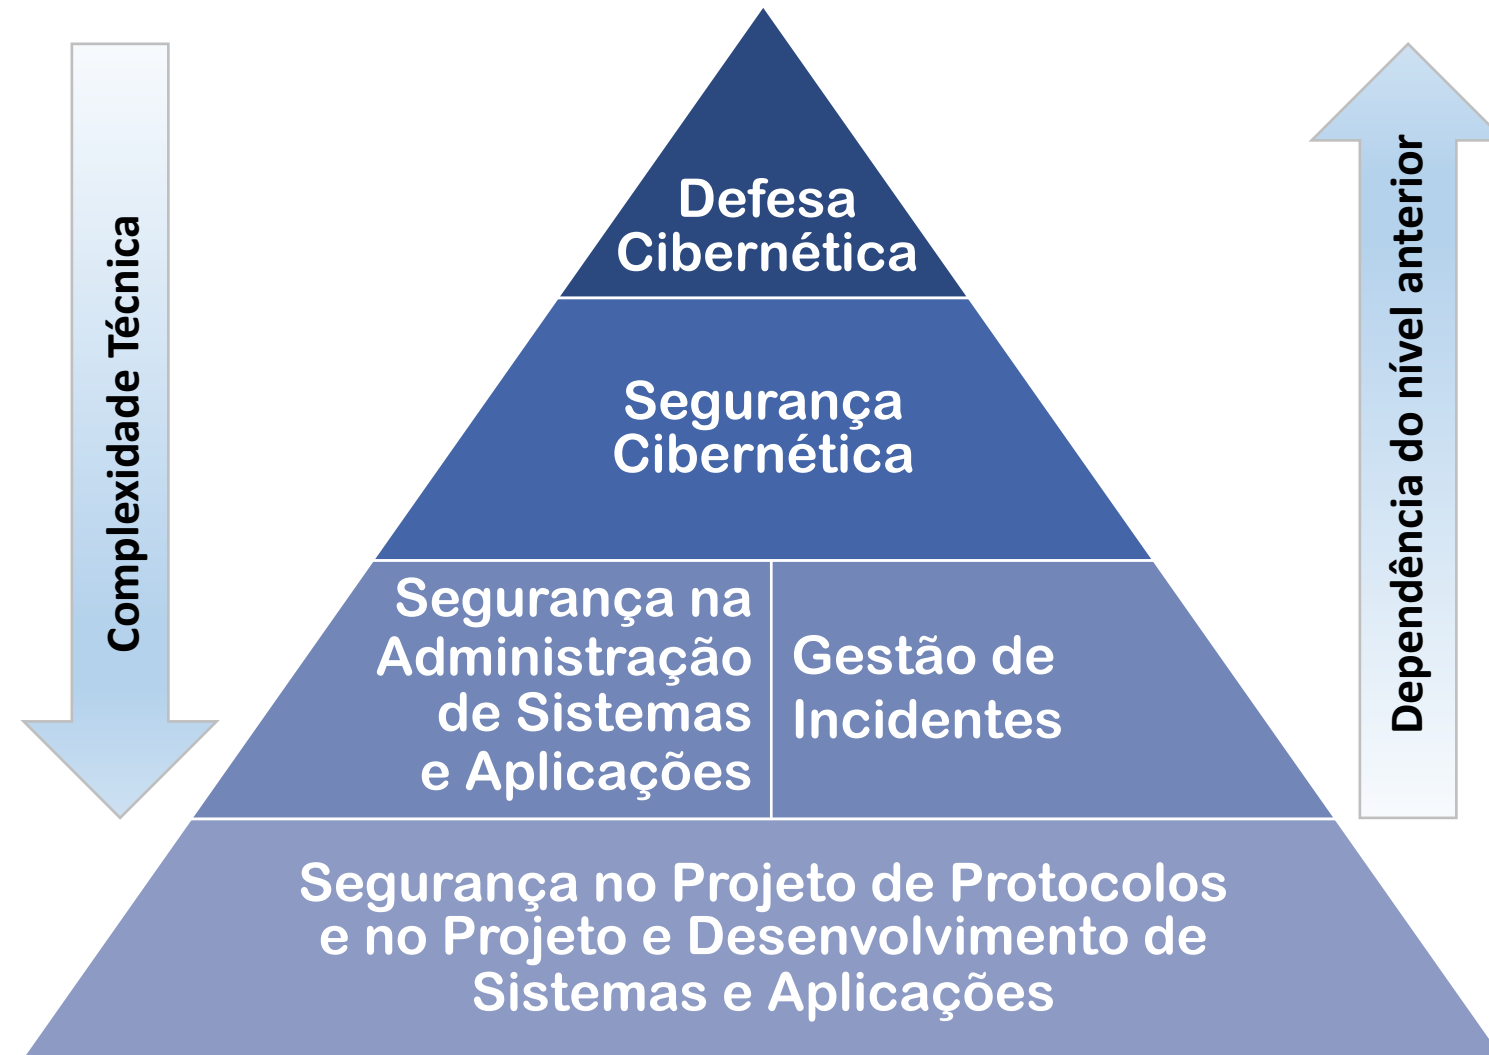 Complexidade Técnica
Defesa
Cibernética
Segurança
Cibernética
Segurança na
Administração
de Sistemas
e Aplicações
Gestão de
Incidentes
Segurança no Projeto de Protocolos
e no Projeto e Desenvolvimento de
Sistemas e Aplicações
Dependência do nível anterior